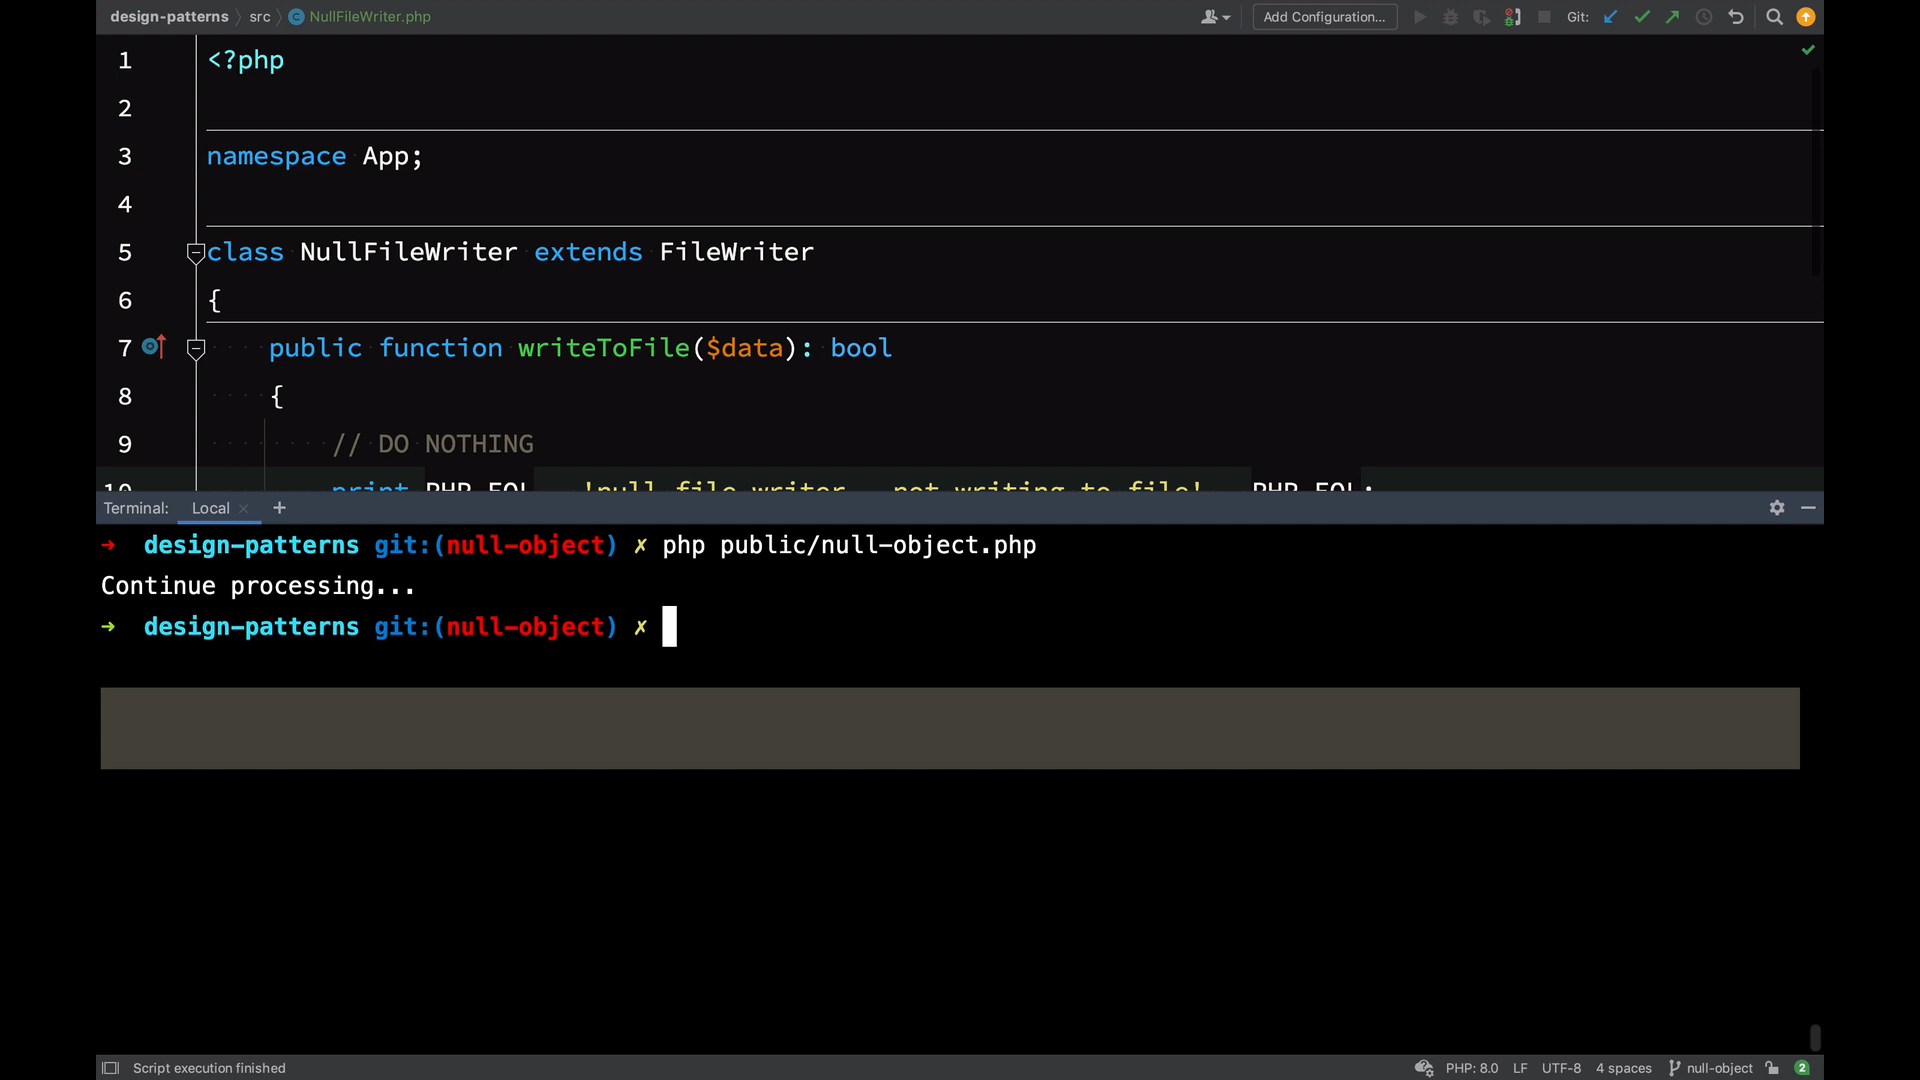 design-patterns src NullFileWriter.php Add Configuration... Git:
1 <?php
2
3 namespace App;
4
5 class NullFileWriter extends FileWriter
6 {
7 public function writeToFile($data): bool
8 {
9 // DO NOTHING
10 print PHP_EOL 'null file writer not writing to file' PHP_EOL;
Terminal: Local × +
➜ design-patterns git:(null-object) ✗ php public/null-object.php
Continue processing...
➜ design-patterns git:(null-object) ✗
Script execution finished PHP: 8.0 LF UTF-8 4 spaces null-object 2